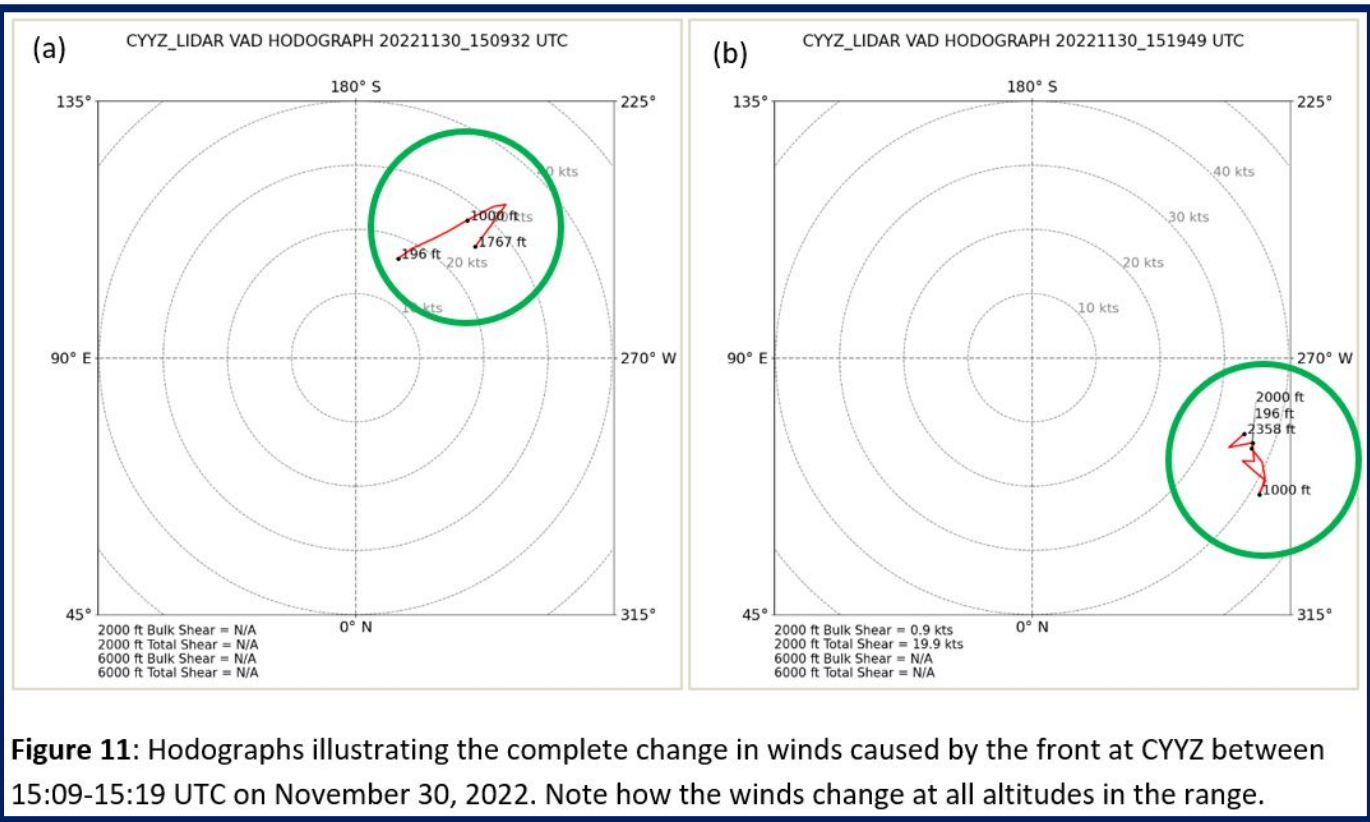 (a)
CYYZ_LIDAR VAD HODOGRAPH 20221130_150932 UTC
180° S
135°
225°
1000 ft
1767 ft
196 ft
20 kts
90° E
270° W
45°
315°
0° N
2000 ft Bulk Shear = N/A
2000 ft Total Shear = N/A
6000 ft Bulk Shear = N/A
6000 ft Total Shear = N/A
(b)
CYYZ_LIDAR VAD HODOGRAPH 20221130_151949 UTC
180° S
135°
225°
40 kts
30 kts
20 kts
10 kts
90° E
270° W
2000 ft
196 ft
2358 ft
1000 ft
45°
315°
0° N
2000 ft Bulk Shear = 0.9 kts
2000 ft Total Shear = 19.9 kts
6000 ft Bulk Shear = N/A
6000 ft Total Shear = N/A
Figure 11: Hodographs illustrating the complete change in winds caused by the front at CYYZ between
15:09-15:19 UTC on November 30, 2022. Note how the winds change at all altitudes in the range.